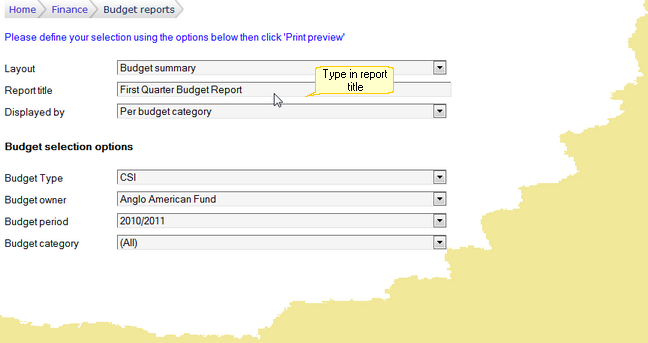 Home Finance Budget reports
Please define your selection using the options below then click 'Print preview'
Layout Budget summary
Report title First Quarter Budget Report
Type in report
title
Displayed by Per budget category
Budget selection options
Budget Type CSI
Budget owner Anglo American Fund
Budget period 2010/2011
Budget category (All)